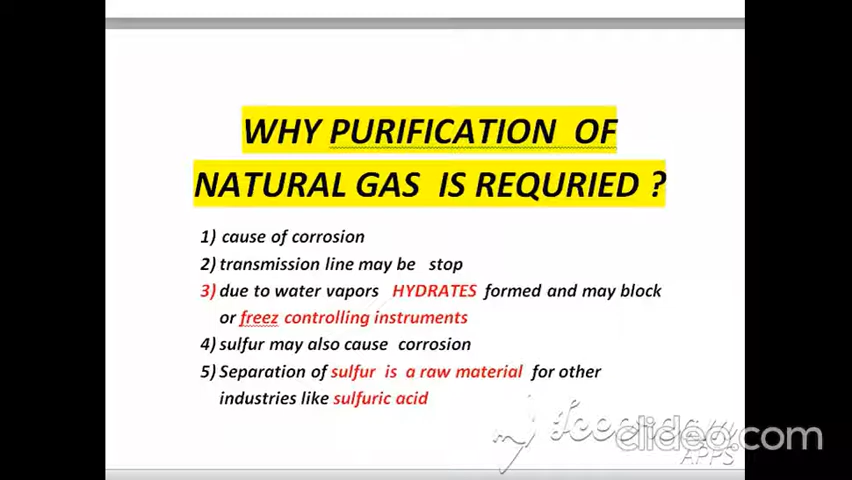 WHY PURIFICATION OF
NATURAL GAS IS REQURIED ?
1) cause of corrosion
2) transmission line may be stop
3) due to water vapors HYDRATES formed and may block
or freez controlling instruments
4) sulfur may also cause corrosion
5) Separation of sulfur is a raw material for other
industries like sulfuric acid
clideo.com
APPS